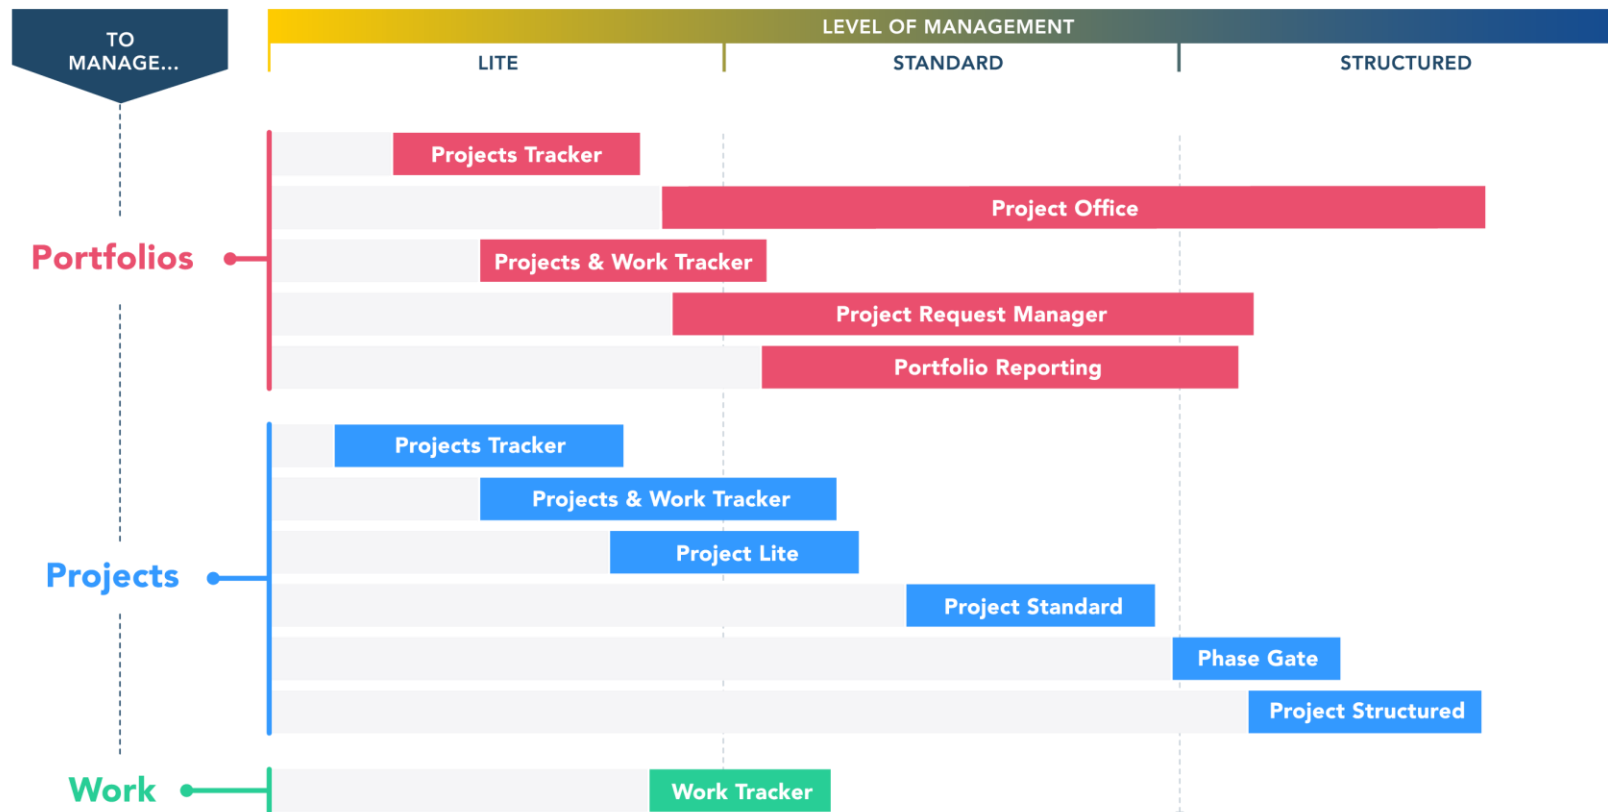 TO
MANAGE...
LEVEL OF MANAGEMENT
LITE
STANDARD
STRUCTURED
Portfolios
Projects Tracker
Project Office
Projects & Work Tracker
Project Request Manager
Portfolio Reporting
Projects
Projects Tracker
Projects & Work Tracker
Project Lite
Project Standard
Phase Gate
Project Structured
Work
Work Tracker